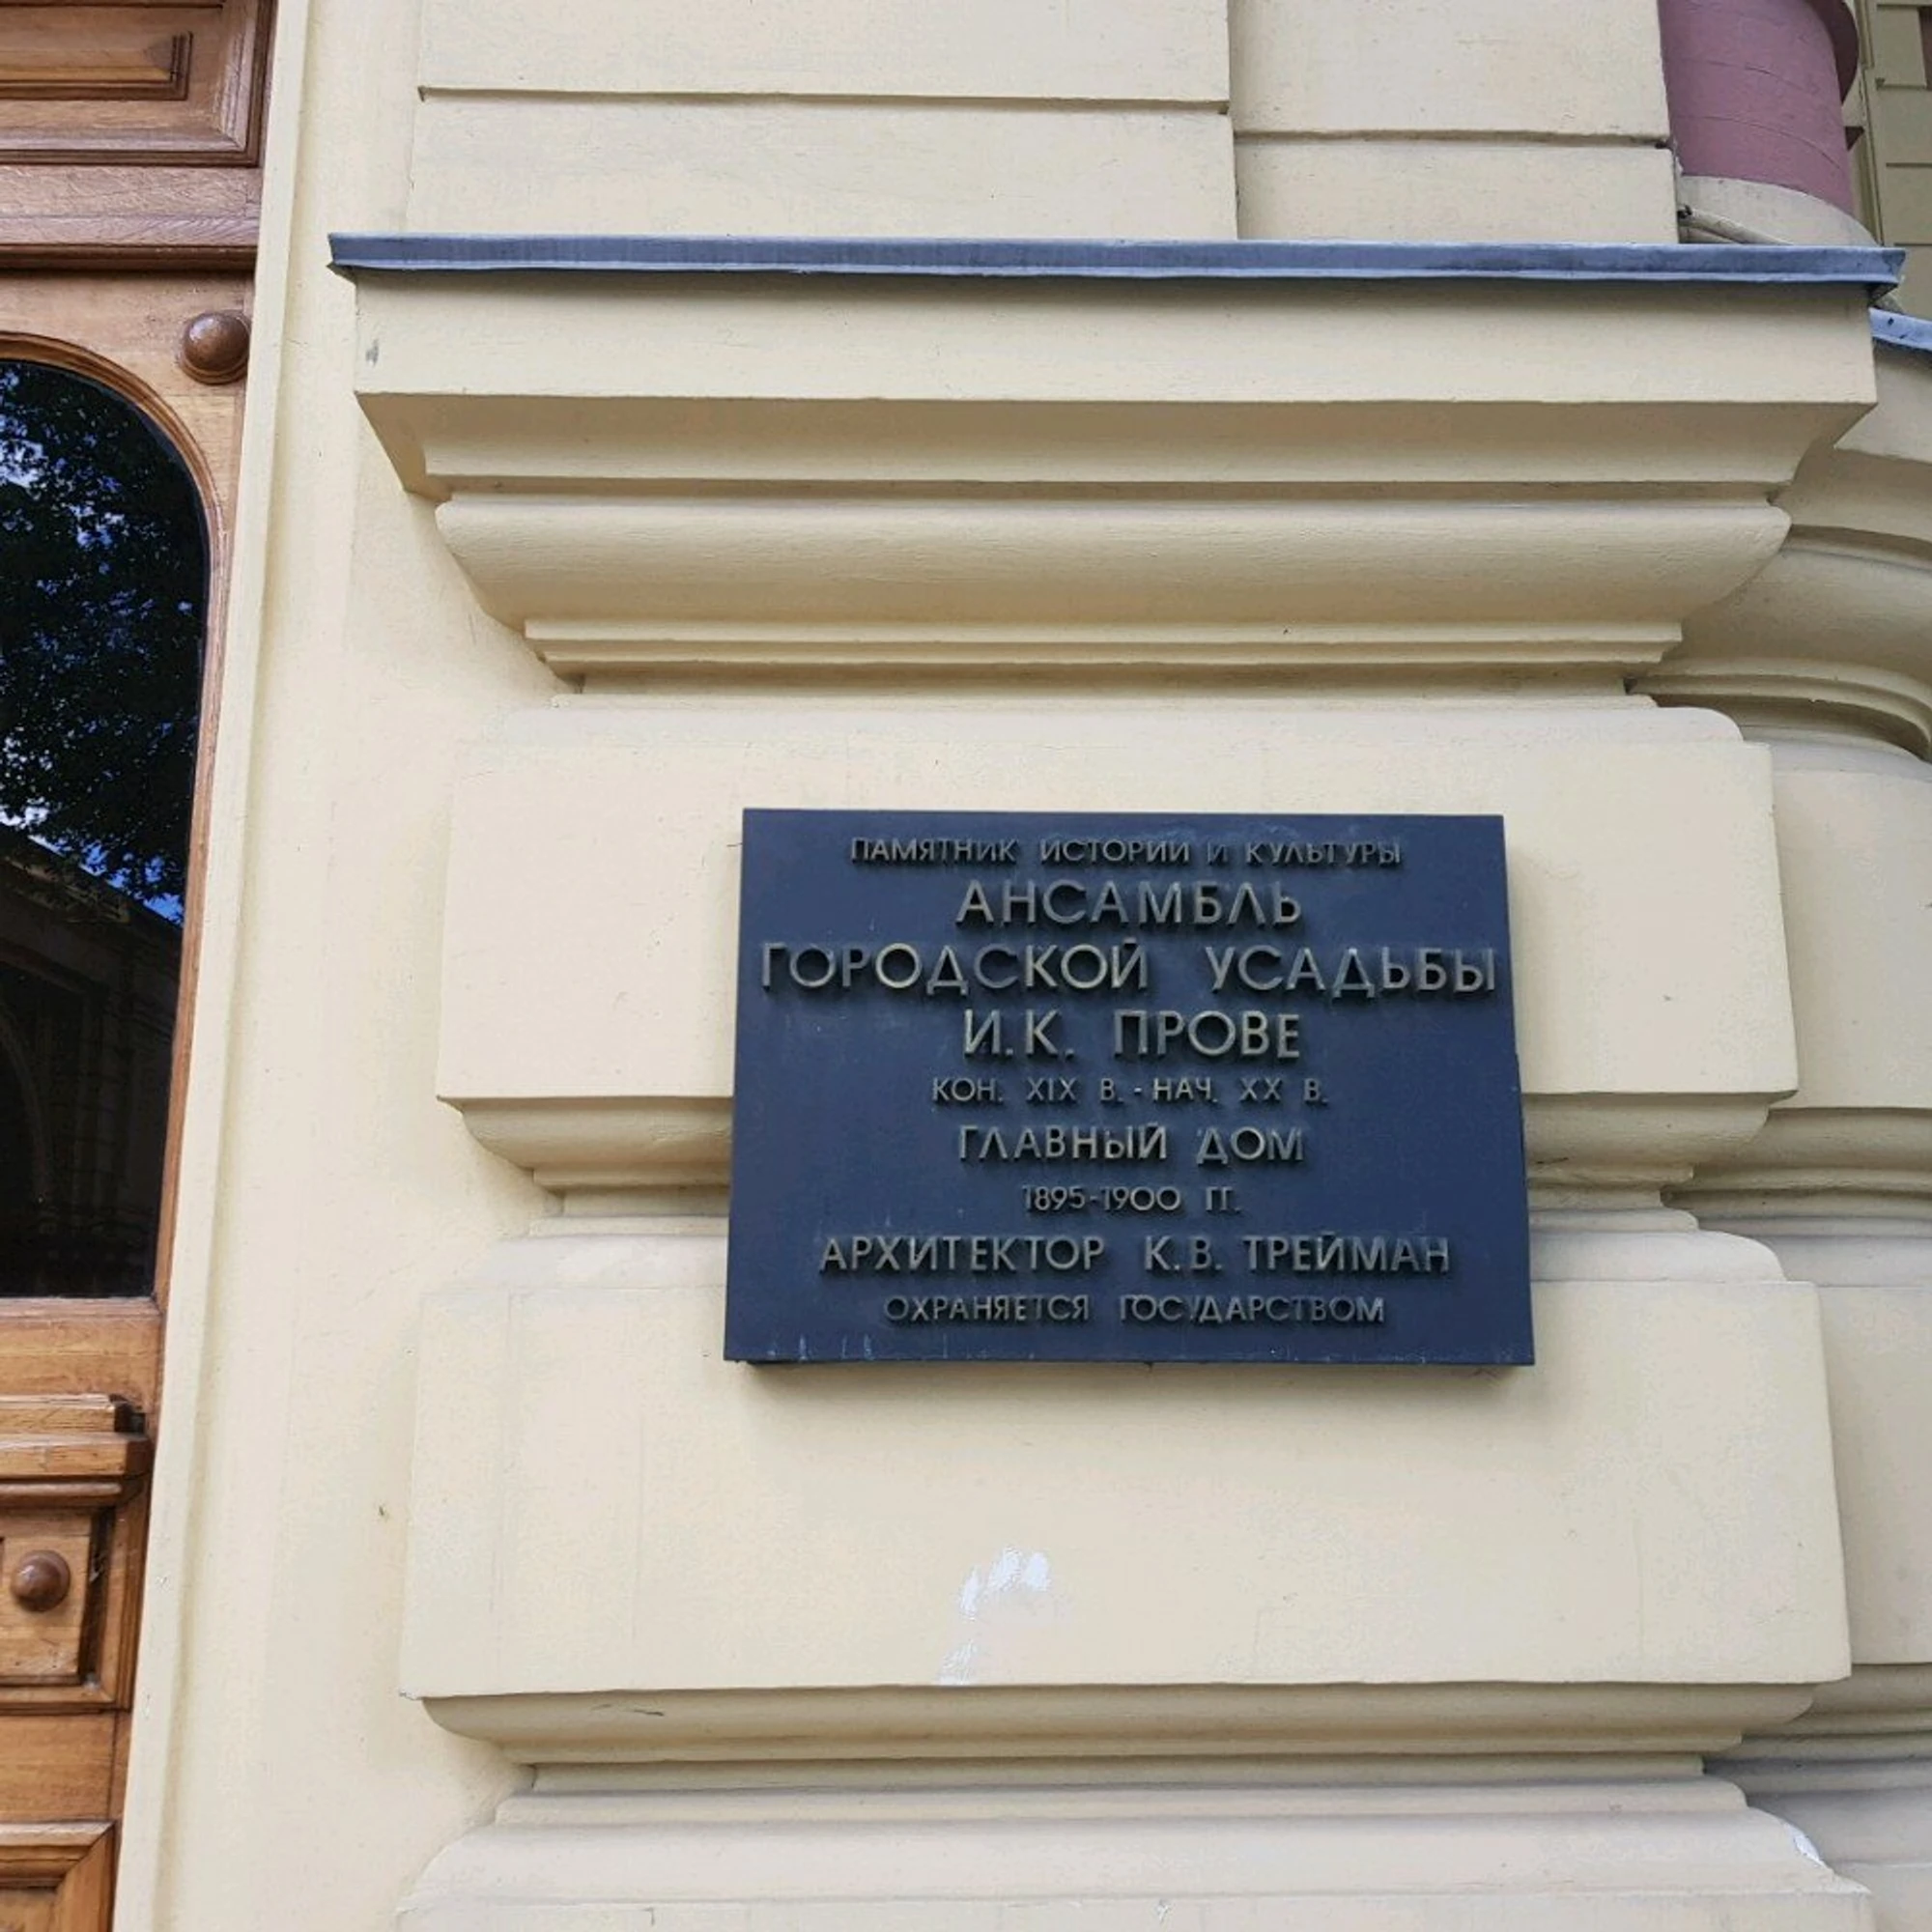 ПАМЯТНИК ИСТОРИИ И КУЛЬТУРЫ
АНСАМБЛЬ
ГОРОДСКОЙ УСАДЬБЫ
И.К. ПРОВЕ
КОН. XIX В. - НАЧ. XX В.
ГЛАВНЫЙ ДОМ
1895-1900 ГГ.
АРХИТЕКТОР К.В. ТРЕЙМАН
ОХРАНЯЕТСЯ ГОСУДАРСТВОМ